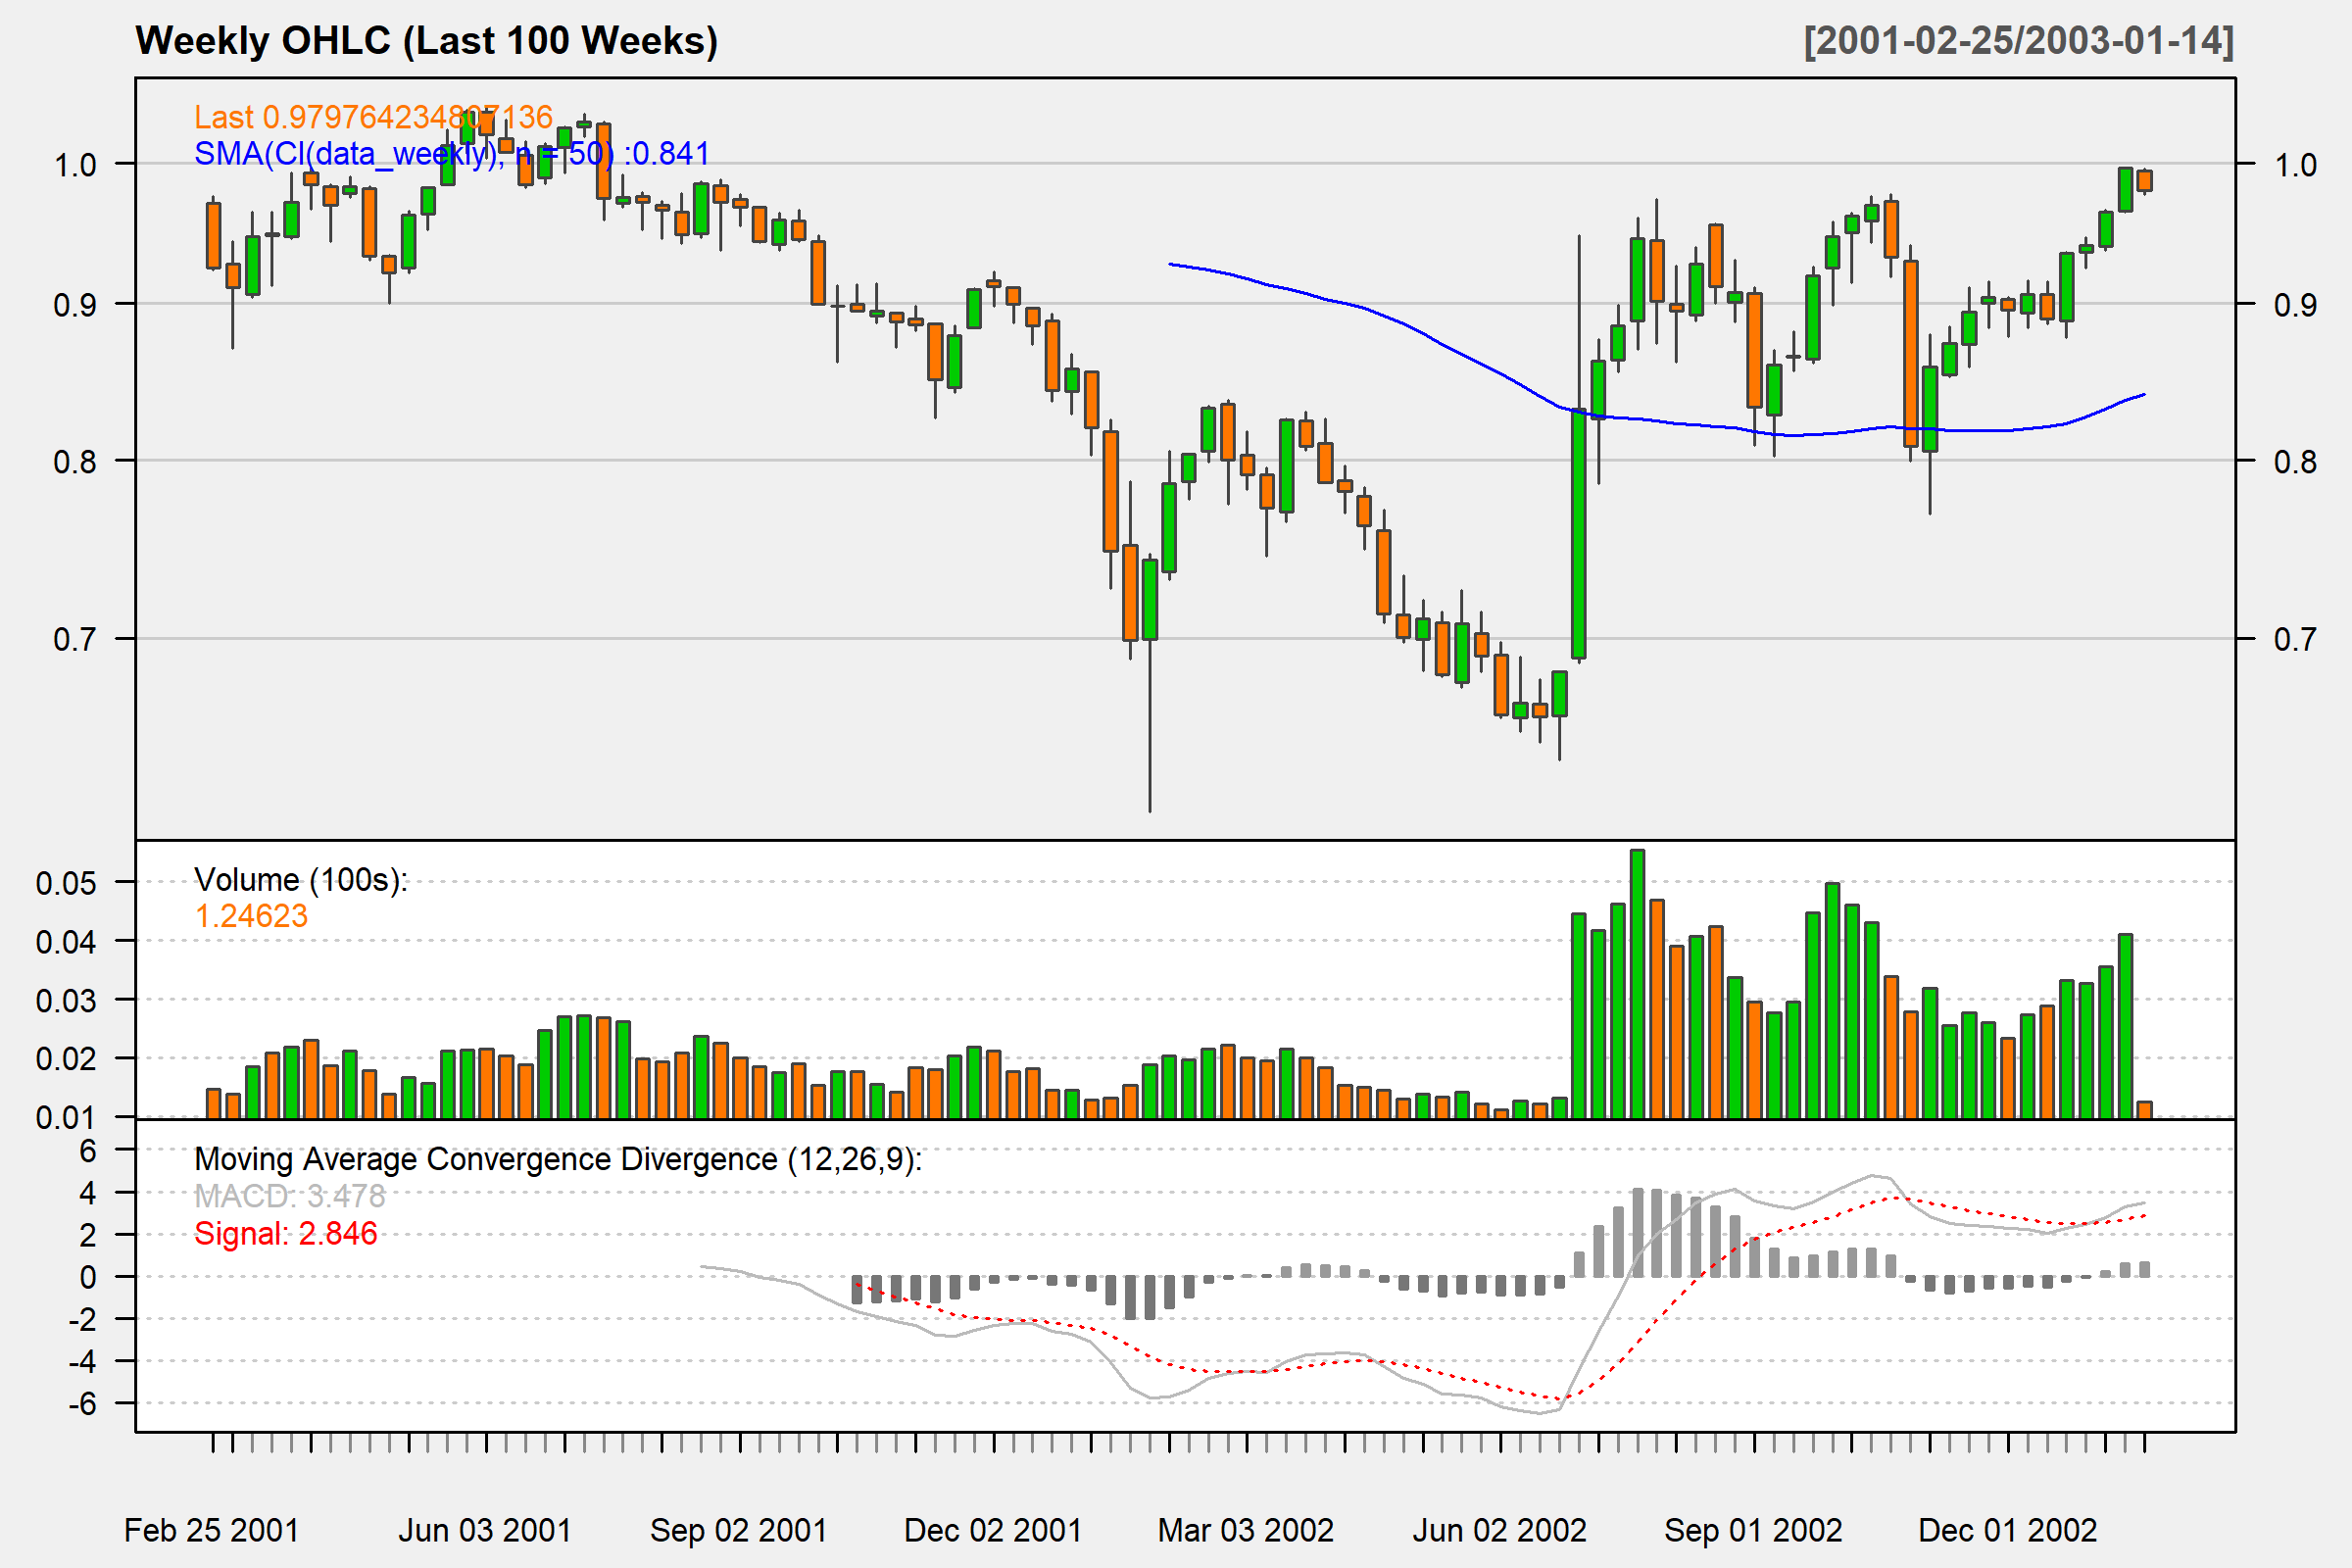 Weekly OHLC (Last 100 Weeks) [2001-02-25/2003-01-14]
Last 0.979764234807136
SMA(Cl(data_weekly), n = 50) :0.841
1.0 1.0
0.9 0.9
0.8 0.8
0.7 0.7
Volume (100s):
1.24623
0.05
0.04
0.03
0.02
0.01
Moving Average Convergence Divergence (12,26,9):
MACD: 3.478
Signal: 2.846
6
4
2
0
-2
-4
-6
Feb 25 2001 Jun 03 2001 Sep 02 2001 Dec 02 2001 Mar 03 2002 Jun 02 2002 Sep 01 2002 Dec 01 2002